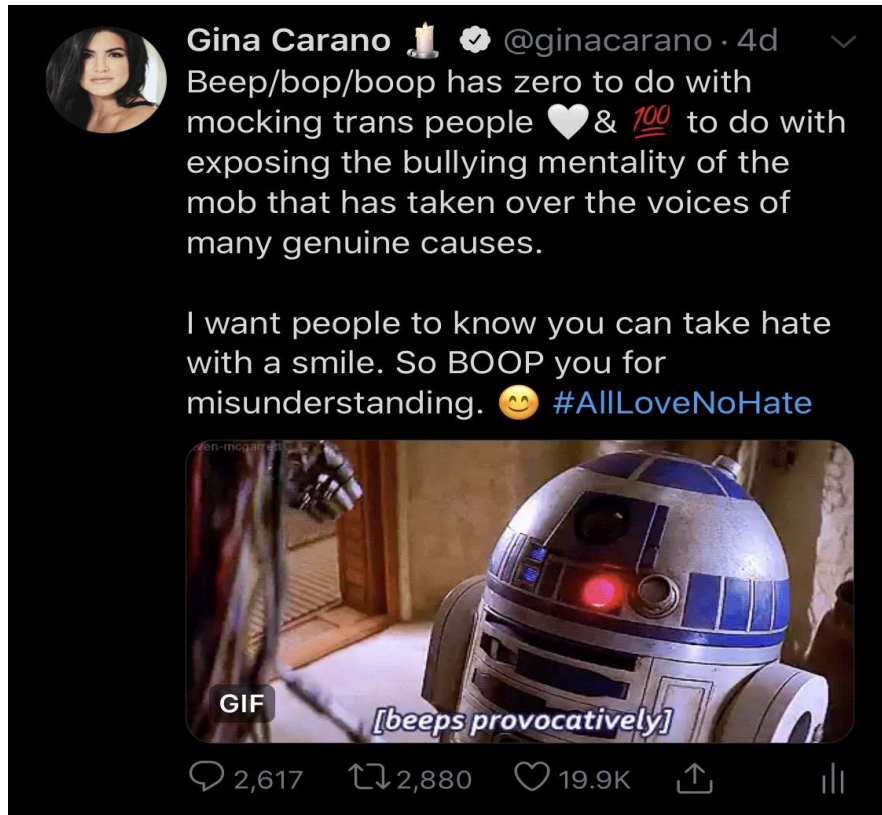 Gina Carano @ginacarano · 4d
Beep/bop/boop has zero to do with
mocking trans people 🤍& 💯 to do with
exposing the bullying mentality of the
mob that has taken over the voices of
many genuine causes.
I want people to know you can take hate
with a smile. So BOOP you for
misunderstanding. 😊 #AllLoveNoHate
ven-mcgarrett
GIF
[beeps provocatively]
2,617 2,880 19.9K